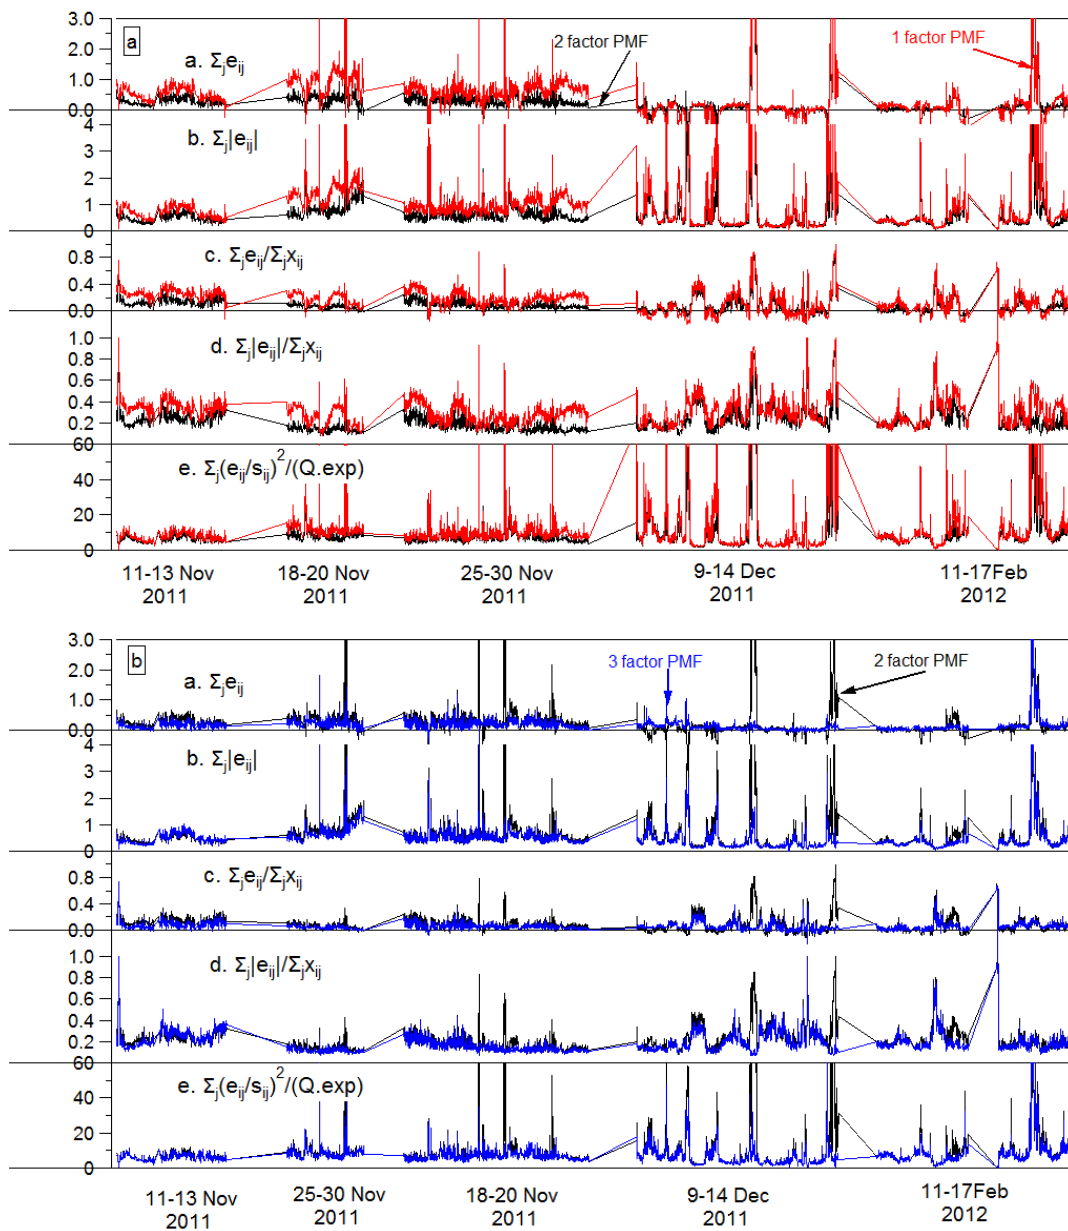 a
3.0
2.0
1.0
0.0
a. Σjeij
2 factor PMF
1 factor PMF
4
3
2
1
0
b. Σj|eij|
0.8
0.4
0.0
c. Σjeij/Σjxij
1.0
0.8
0.6
0.4
0.2
d. Σj|eij|/Σjxij
60
40
20
0
e. Σj(eij/sij)2/(Q.exp)
11-13 Nov
2011
18-20 Nov
2011
25-30 Nov
2011
9-14 Dec
2011
11-17Feb
2012
b
3.0
2.0
1.0
0.0
a. Σjeij
3 factor PMF
2 factor PMF
4
3
2
1
0
b. Σj|eij|
0.8
0.4
0.0
c. Σjeij/Σjxij
1.0
0.8
0.6
0.4
0.2
d. Σj|eij|/Σjxij
60
40
20
0
e. Σj(eij/sij)2/(Q.exp)
11-13 Nov
2011
25-30 Nov
2011
18-20 Nov
2011
9-14 Dec
2011
11-17Feb
2012